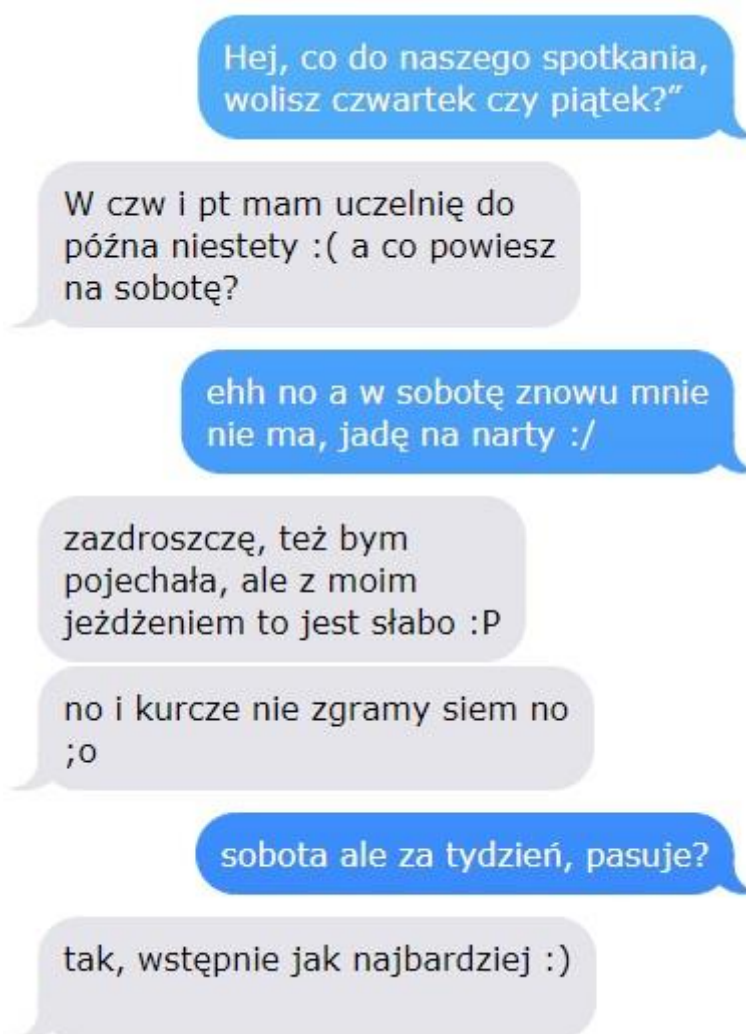 Hej, co do naszego spotkania,
wolisz czwartek czy piątek?”
W czw i pt mam uczelnię do
późna niestety :( a co powiesz
na sobotę?
ehh no a w sobotę znowu mnie
nie ma, jadę na narty :/
zazdroszczę, też bym
pojechała, ale z moim
jeżdżeniem to jest słabo :P
no i kurcze nie zgramy siem no
;o
sobota ale za tydzień, pasuje?
tak, wstępnie jak najbardziej :)